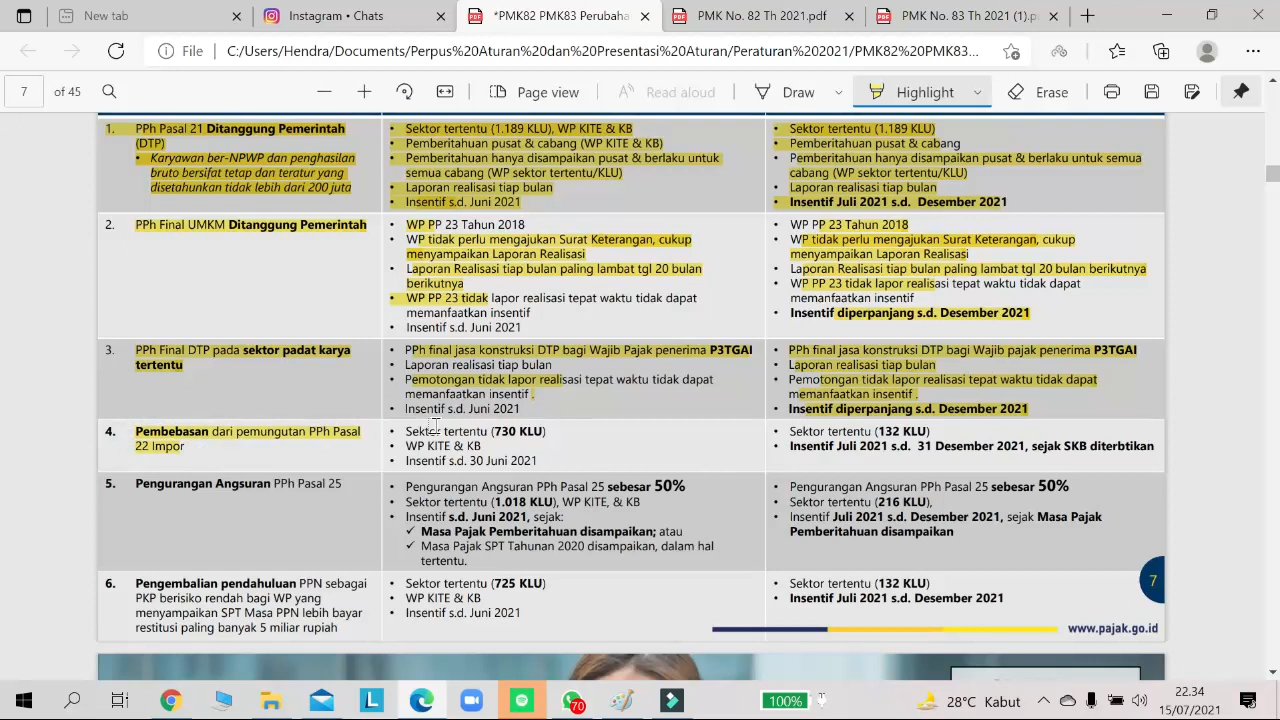 New tab
Instagram • Chats
*PMK82 PMK83 Perubaha
PMK No. 82 Th 2021.pdf
PMK No. 83 Th 2021 (1).p
File
C:/Users/Hendra/Documents/Perpus%20Aturan%20dan%20Presentasi%20Aturan/Peraturan%202021/PMK82%20PMK83...
7 of 45
Page view
Read aloud
Draw
Highlight
Erase
1. PPh Pasal 21 Ditanggung Pemerintah
(DTP)
• Karyawan ber-NPWP dan penghasilan
bruto bersifat tetap dan teratur yang
disetahunkan tidak lebih dari 200 juta
• Sektor tertentu (1.189 KLU), WP KITE & KB
• Pemberitahuan pusat & cabang (WP KITE & KB)
• Pemberitahuan hanya disampaikan pusat & berlaku untuk
semua cabang (WP sektor tertentu/KLU)
• Laporan realisasi tiap bulan
• Insentif s.d. Juni 2021
• Sektor tertentu (1.189 KLU)
• Pemberitahuan pusat & cabang
• Pemberitahuan hanya disampaikan pusat & berlaku untuk semua
cabang (WP sektor tertentu/KLU)
• Laporan realisasi tiap bulan
• Insentif Juli 2021 s.d. Desember 2021
2. PPh Final UMKM Ditanggung Pemerintah
• WP PP 23 Tahun 2018
• WP tidak perlu mengajukan Surat Keterangan, cukup
menyampaikan Laporan Realisasi
• Laporan Realisasi tiap bulan paling lambat tgl 20 bulan
berikutnya
• WP PP 23 tidak lapor realisasi tepat waktu tidak dapat
memanfaatkan insentif
• Insentif s.d. Juni 2021
• WP PP 23 Tahun 2018
• WP tidak perlu mengajukan Surat Keterangan, cukup
menyampaikan Laporan Realisasi
• Laporan Realisasi tiap bulan paling lambat tgl 20 bulan berikutnya
• WP PP 23 tidak lapor realisasi tepat waktu tidak dapat
memanfaatkan insentif
• Insentif diperpanjang s.d. Desember 2021
3. PPh Final DTP pada sektor padat karya
tertentu
• PPh final jasa konstruksi DTP bagi Wajib Pajak penerima P3TGAI
• Laporan realisasi tiap bulan
• Pemotongan tidak lapor realisasi tepat waktu tidak dapat
memanfaatkan insentif .
• Insentif s.d. Juni 2021
• PPh final jasa konstruksi DTP bagi Wajib pajak penerima P3TGAI
• Laporan realisasi tiap bulan
• Pemotongan tidak lapor realisasi tepat waktu tidak dapat
memanfaatkan insentif .
• Insentif diperpanjang s.d. Desember 2021
4. Pembebasan dari pemungutan PPh Pasal
22 Impor
• Sektor tertentu (730 KLU)
• WP KITE & KB
• Insentif s.d. 30 Juni 2021
• Sektor tertentu (132 KLU)
• Insentif Juli 2021 s.d. 31 Desember 2021, sejak SKB diterbtikan
5. Pengurangan Angsuran PPh Pasal 25
• Pengurangan Angsuran PPh Pasal 25 sebesar 50%
• Sektor tertentu (1.018 KLU), WP KITE, & KB
• Insentif s.d. Juni 2021, sejak:
✓ Masa Pajak Pemberitahuan disampaikan; atau
✓ Masa Pajak SPT Tahunan 2020 disampaikan, dalam hal
tertentu.
• Pengurangan Angsuran PPh Pasal 25 sebesar 50%
• Sektor tertentu (216 KLU),
• Insentif Juli 2021 s.d. Desember 2021, sejak Masa Pajak
Pemberitahuan disampaikan
6. Pengembalian pendahuluan PPN sebagai
PKP berisiko rendah bagi WP yang
menyampaikan SPT Masa PPN lebih bayar
restitusi paling banyak 5 miliar rupiah
• Sektor tertentu (725 KLU)
• WP KITE & KB
• Insentif s.d. Juni 2021
• Sektor tertentu (132 KLU)
• Insentif Juli 2021 s.d. Desember 2021
7
www.pajak.go.id
70
100%
28°C Kabut
22.34
15/07/2021